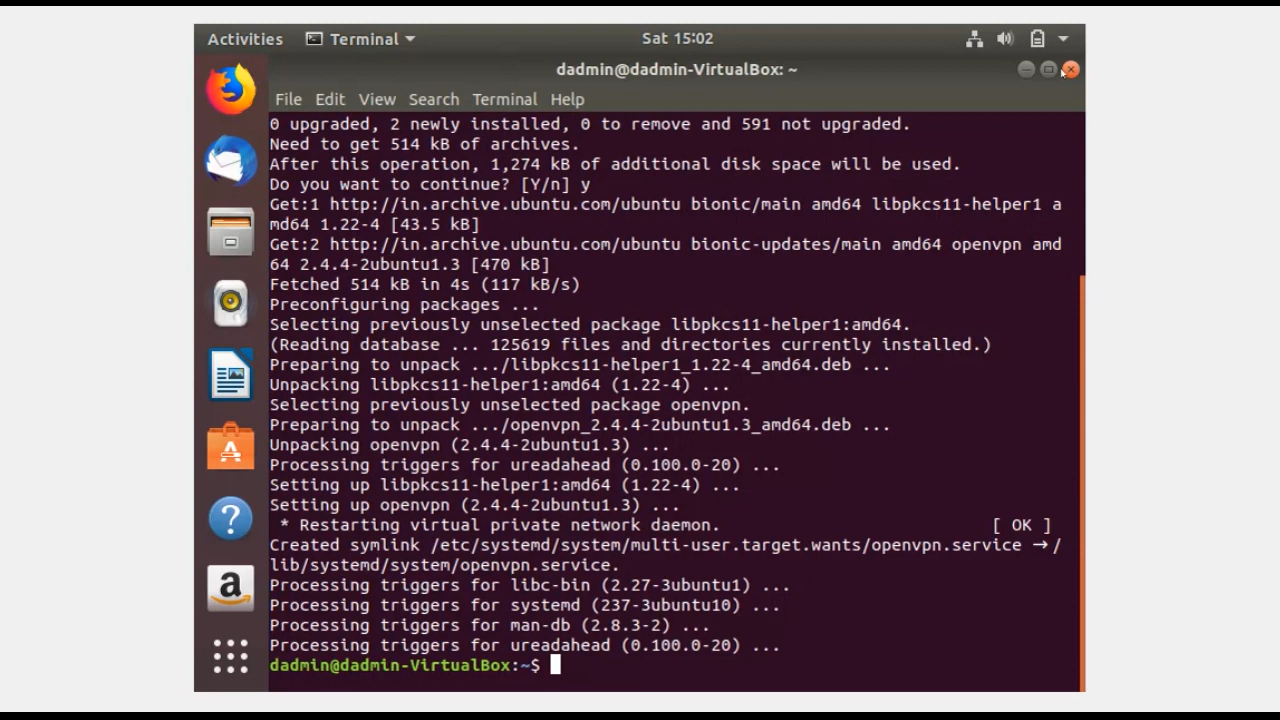 Activities Terminal Sat 15:02
dadmin@dadmin-VirtualBox: ~
File Edit View Search Terminal Help
0 upgraded, 2 newly installed, 0 to remove and 591 not upgraded.
Need to get 514 kB of archives.
After this operation, 1,274 kB of additional disk space will be used.
Do you want to continue? [Y/n] y
Get:1 http://in.archive.ubuntu.com/ubuntu bionic/main amd64 libpkcs11-helper1 a
md64 1.22-4 [43.5 kB]
Get:2 http://in.archive.ubuntu.com/ubuntu bionic-updates/main amd64 openvpn amd
64 2.4.4-2ubuntu1.3 [470 kB]
Fetched 514 kB in 4s (117 kB/s)
Preconfiguring packages ...
Selecting previously unselected package libpkcs11-helper1:amd64.
(Reading database ... 125619 files and directories currently installed.)
Preparing to unpack .../libpkcs11-helper1_1.22-4_amd64.deb ...
Unpacking libpkcs11-helper1:amd64 (1.22-4) ...
Selecting previously unselected package openvpn.
Preparing to unpack .../openvpn_2.4.4-2ubuntu1.3_amd64.deb ...
Unpacking openvpn (2.4.4-2ubuntu1.3) ...
Processing triggers for ureadahead (0.100.0-20) ...
Setting up libpkcs11-helper1:amd64 (1.22-4) ...
Setting up openvpn (2.4.4-2ubuntu1.3) ...
 * Restarting virtual private network daemon. [ OK ]
Created symlink /etc/systemd/system/multi-user.target.wants/openvpn.service →/
lib/systemd/system/openvpn.service.
Processing triggers for libc-bin (2.27-3ubuntu1) ...
Processing triggers for systemd (237-3ubuntu10) ...
Processing triggers for man-db (2.8.3-2) ...
Processing triggers for ureadahead (0.100.0-20) ...
dadmin@dadmin-VirtualBox:~$